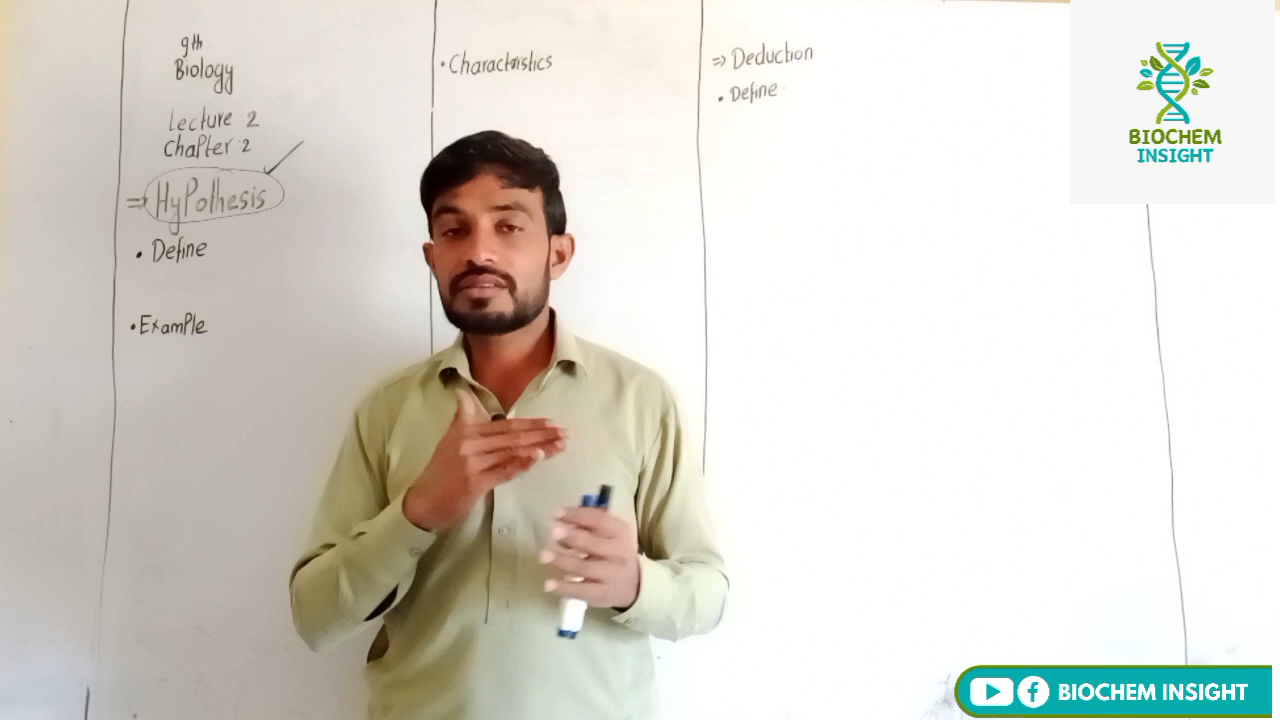 9th
Biology
Lecture 2
Chapter 2
⇒ Hypothesis
• Define
• Example
• Characteristics
⇒ Deduction
• Define
BIOCHEM
INSIGHT
BIOCHEM INSIGHT